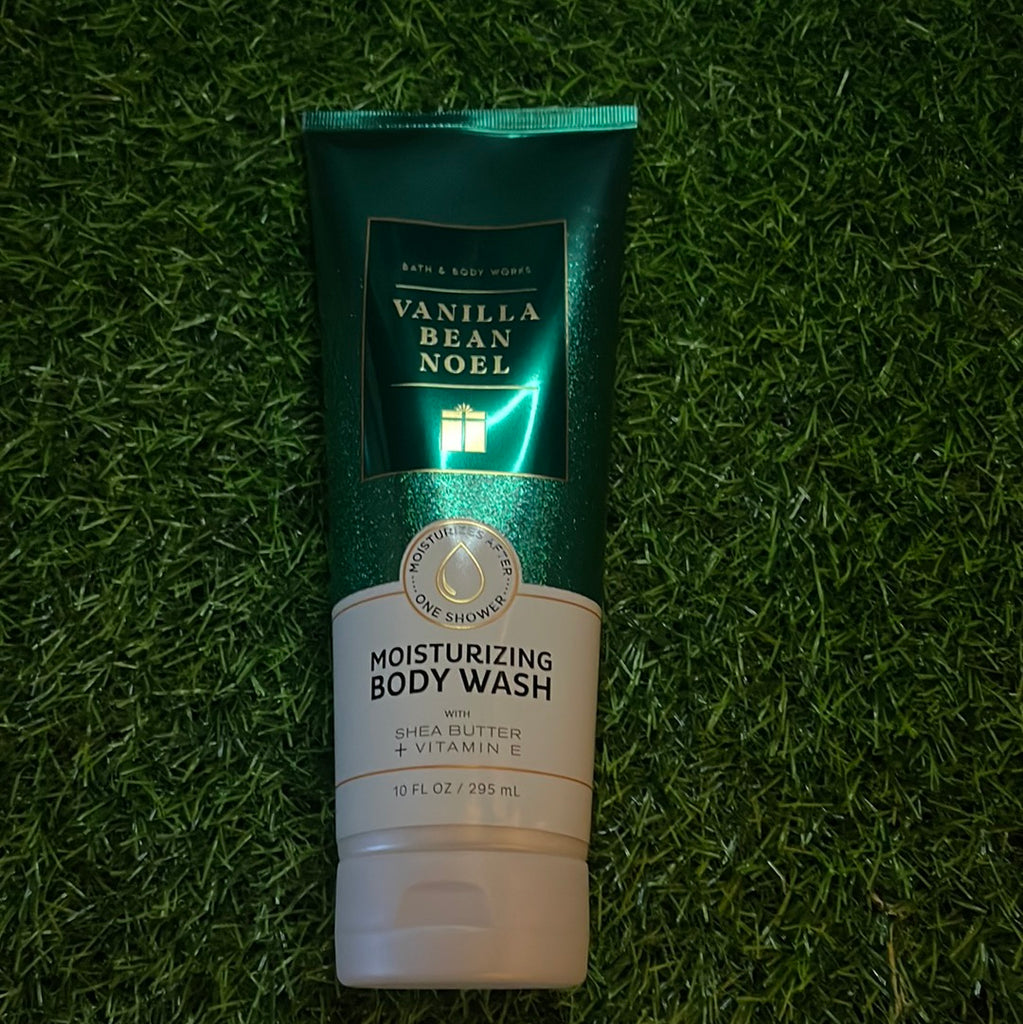 BATH & BODY WORKS
VANILLA
BEAN
NOEL
MOISTURIZES AFTER
ONE SHOWER
MOISTURIZING
BODY WASH
WITH
SHEA BUTTER
+ VITAMIN E
10 FL OZ / 295 mL